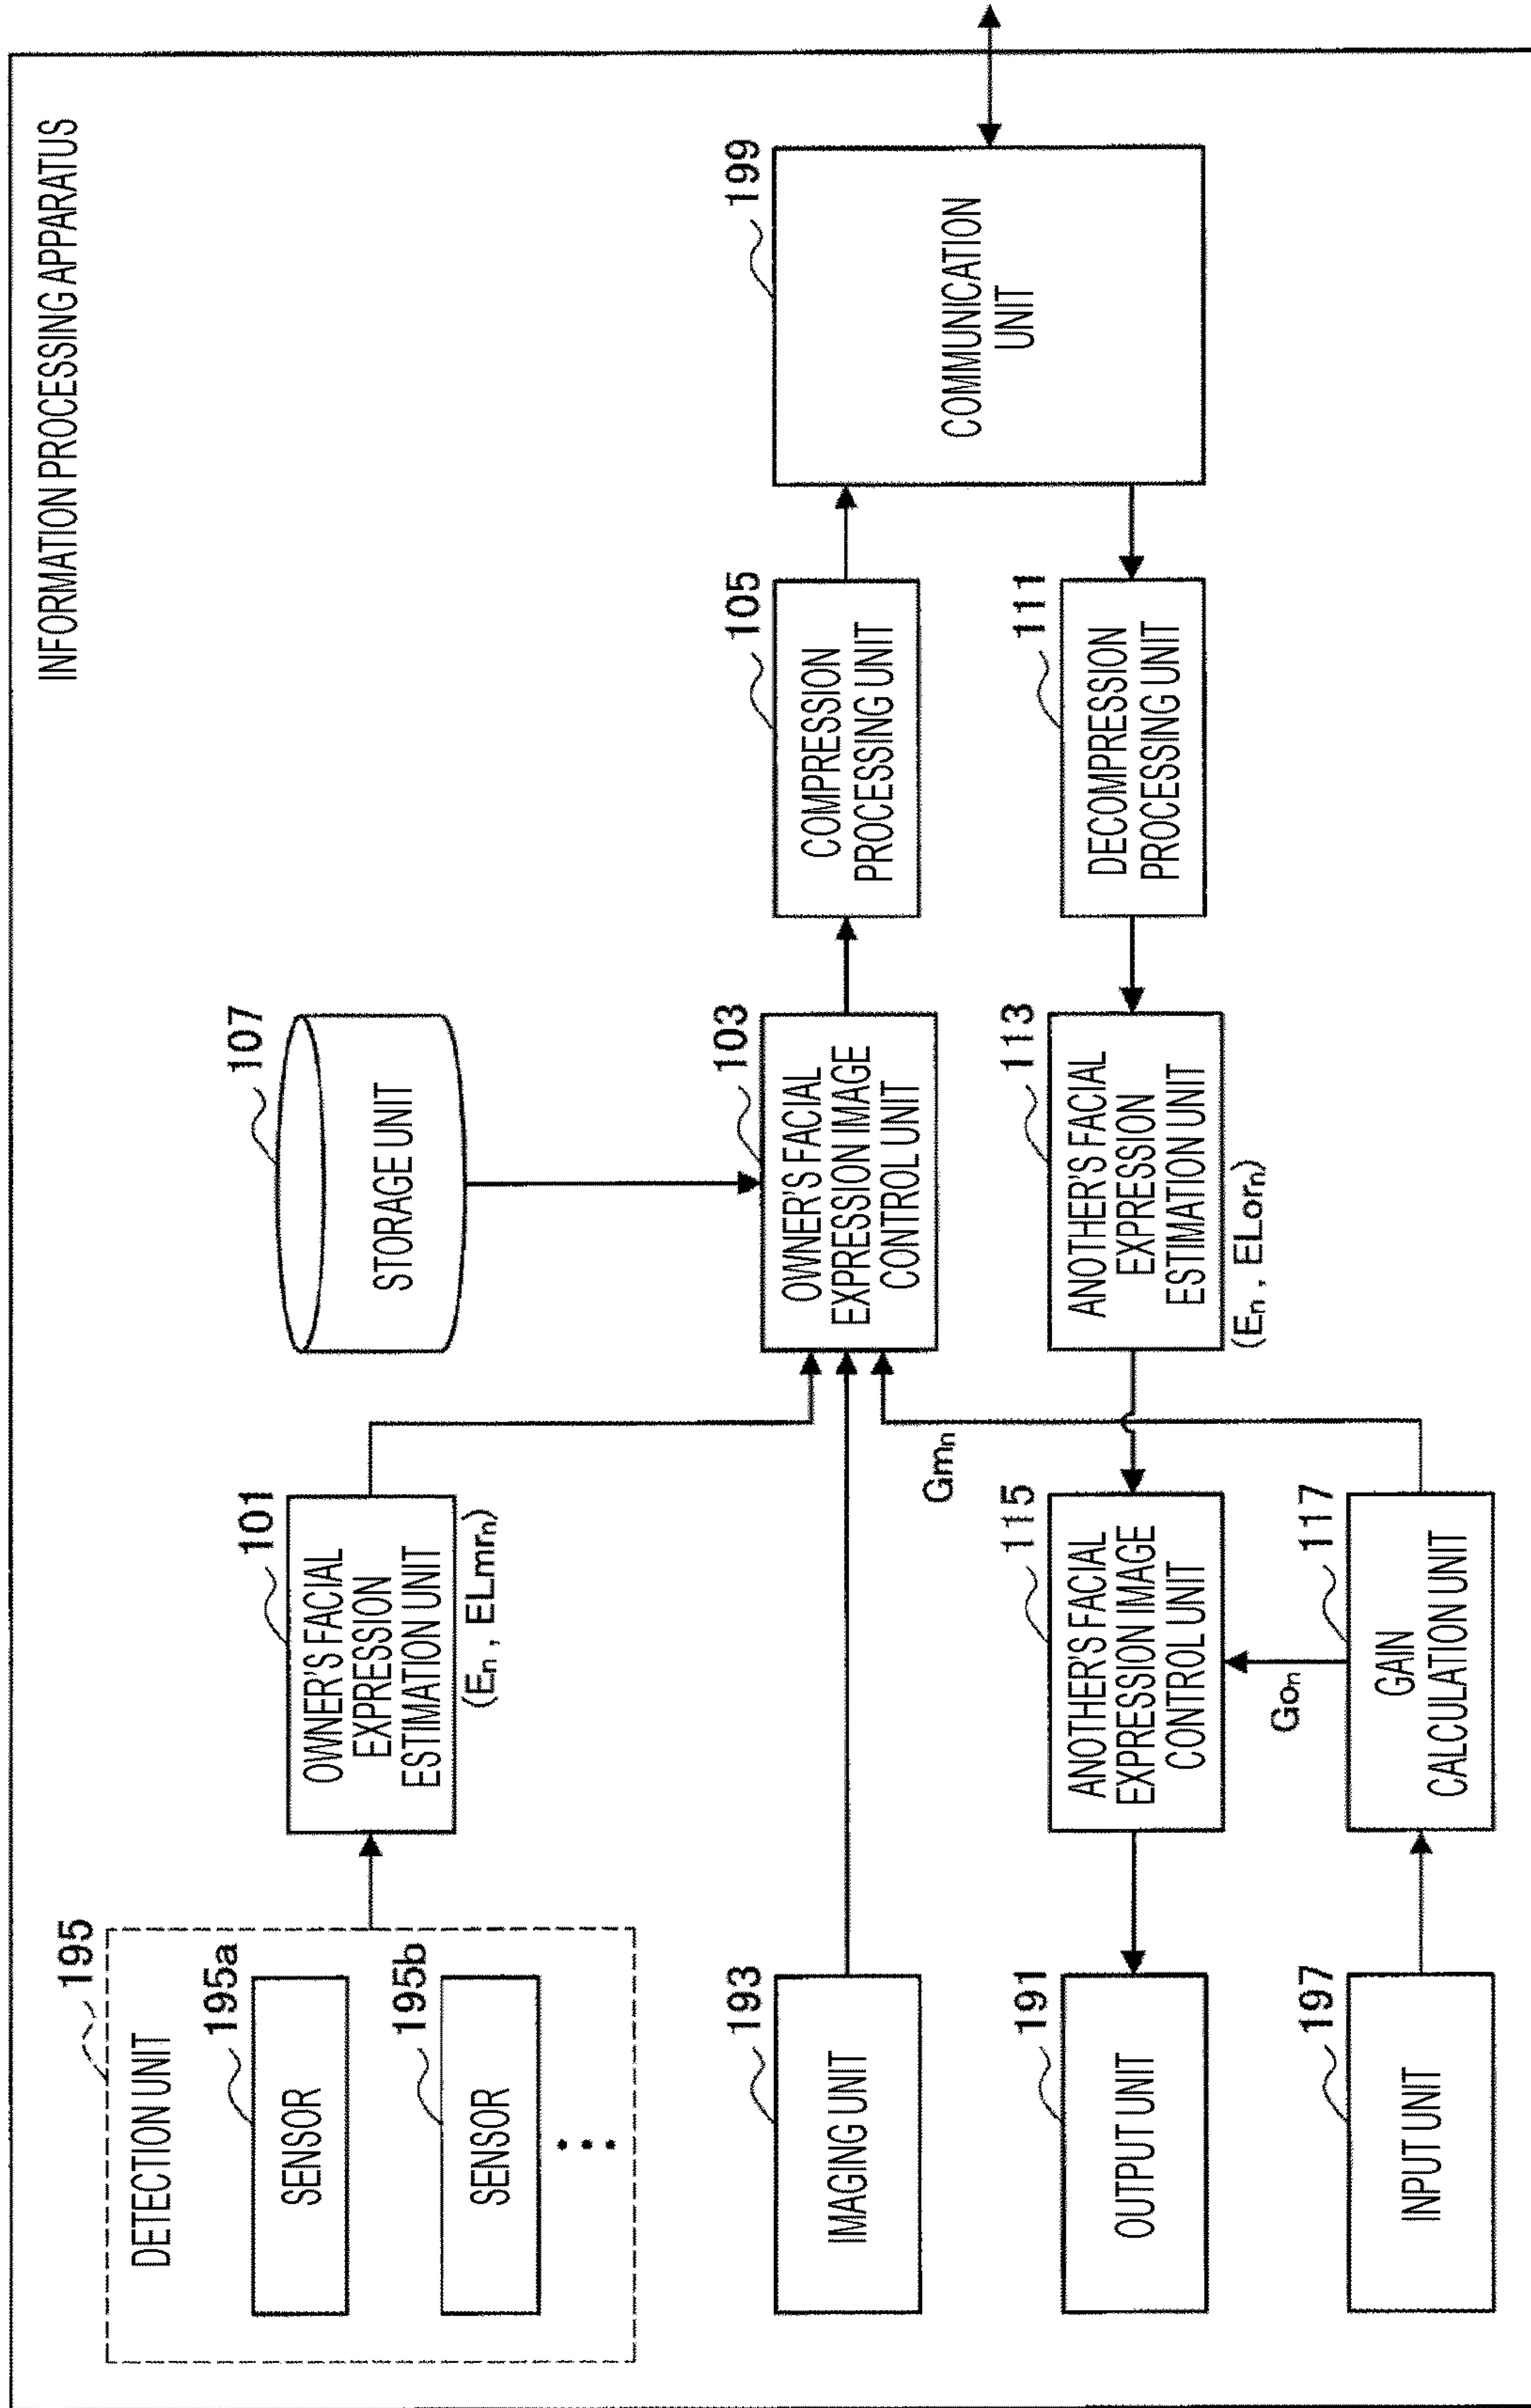 INFORMATION PROCESSING APPARATUS
195
DETECTION UNIT
195a
SENSOR
195b
SENSOR
101
OWNER'S FACIAL
EXPRESSION
ESTIMATION UNIT
(En , ELmrn)
107
STORAGE UNIT
193
IMAGING UNIT
103
OWNER'S FACIAL
EXPRESSION IMAGE
CONTROL UNIT
105
COMPRESSION
PROCESSING UNIT
199
COMMUNICATION
UNIT
Gmn
191
OUTPUT UNIT
115
ANOTHER'S FACIAL
EXPRESSION IMAGE
CONTROL UNIT
113
ANOTHER'S FACIAL
EXPRESSION
ESTIMATION UNIT
(En , ELorn)
111
DECOMPRESSION
PROCESSING UNIT
Gon
197
INPUT UNIT
117
GAIN
CALCULATION UNIT